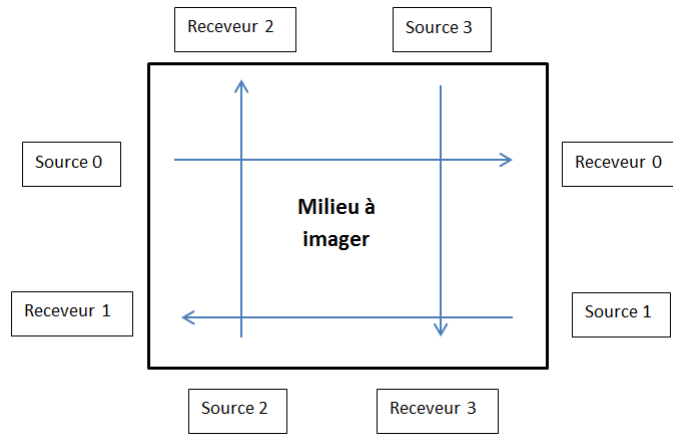 Receveur 2
Source 3
Source 0
Receveur 0
Milieu à
imager
Receveur 1
Source 1
Source 2
Receveur 3